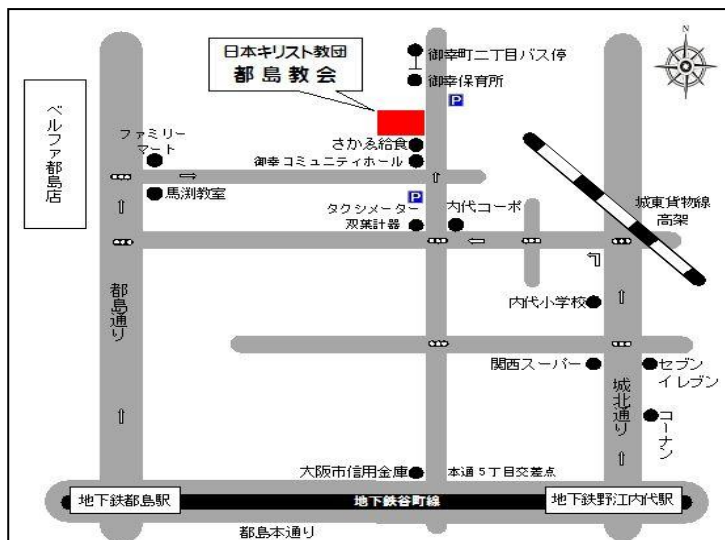 N
日本キリスト教団
都島教会
御幸町二丁目バス停
御幸保育所
P
ベルファ都島店
ファミリー
マート
さかゑ給食
御幸コミュニティホール
馬渕教室
P
タクシメーター
双葉計器
内代コーポ
城東貨物線
高架
都島通り
内代小学校
関西スーパー
セブン
イレブン
城北通り
コーナン
大阪市信用金庫
本通5丁目交差点
地下鉄都島駅
地下鉄谷町線
地下鉄野江内代駅
都島本通り